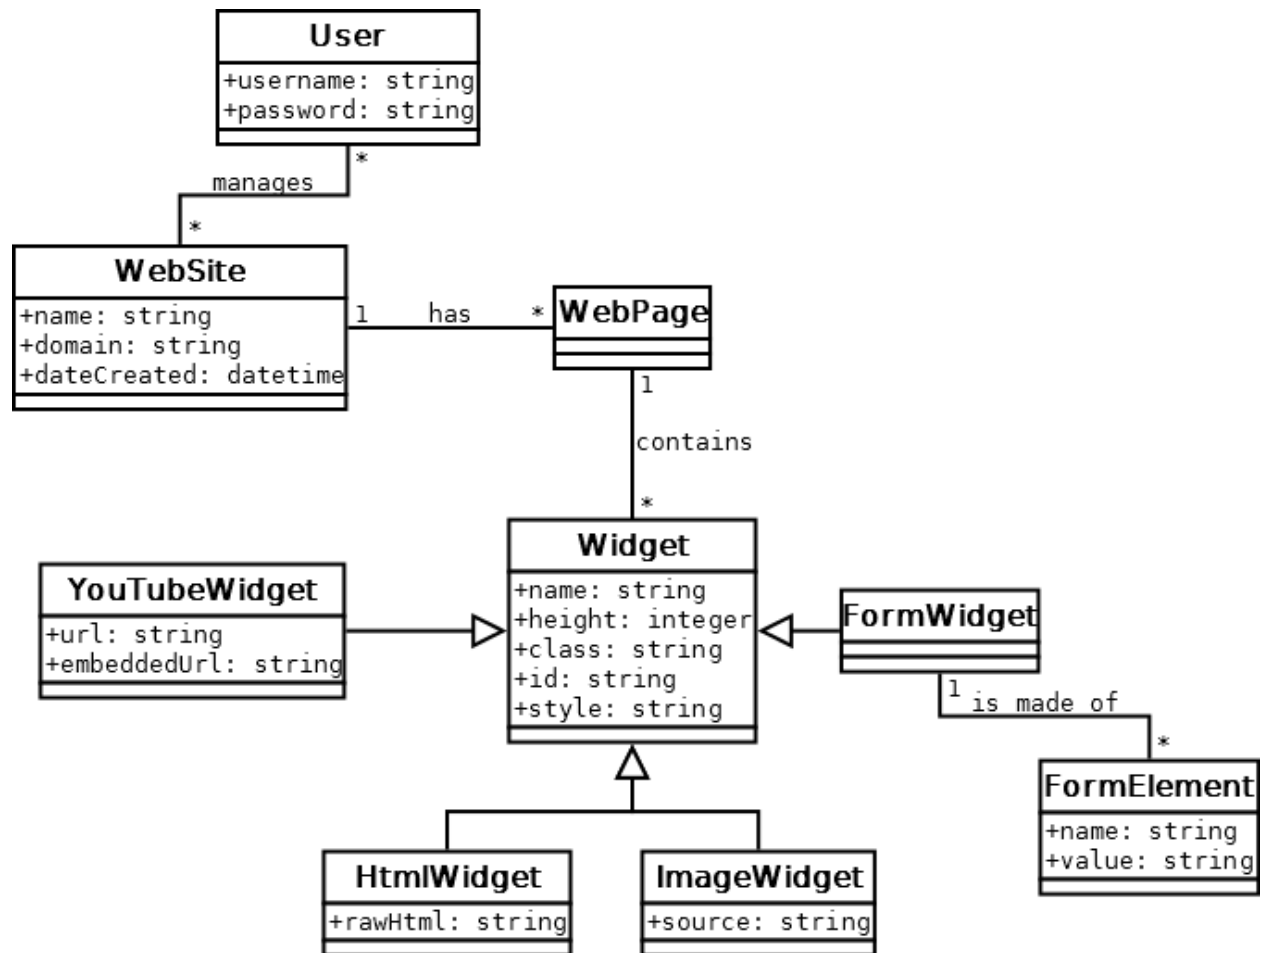 User
+username: string
+password: string
*
manages
*
WebSite
+name: string
+domain: string
+dateCreated: datetime
1 has *
WebPage
1
contains
*
Widget
+name: string
+height: integer
+class: string
+id: string
+style: string
YouTubeWidget
+url: string
+embeddedUrl: string
FormWidget
1
is made of
*
FormElement
+name: string
+value: string
HtmlWidget
+rawHtml: string
ImageWidget
+source: string